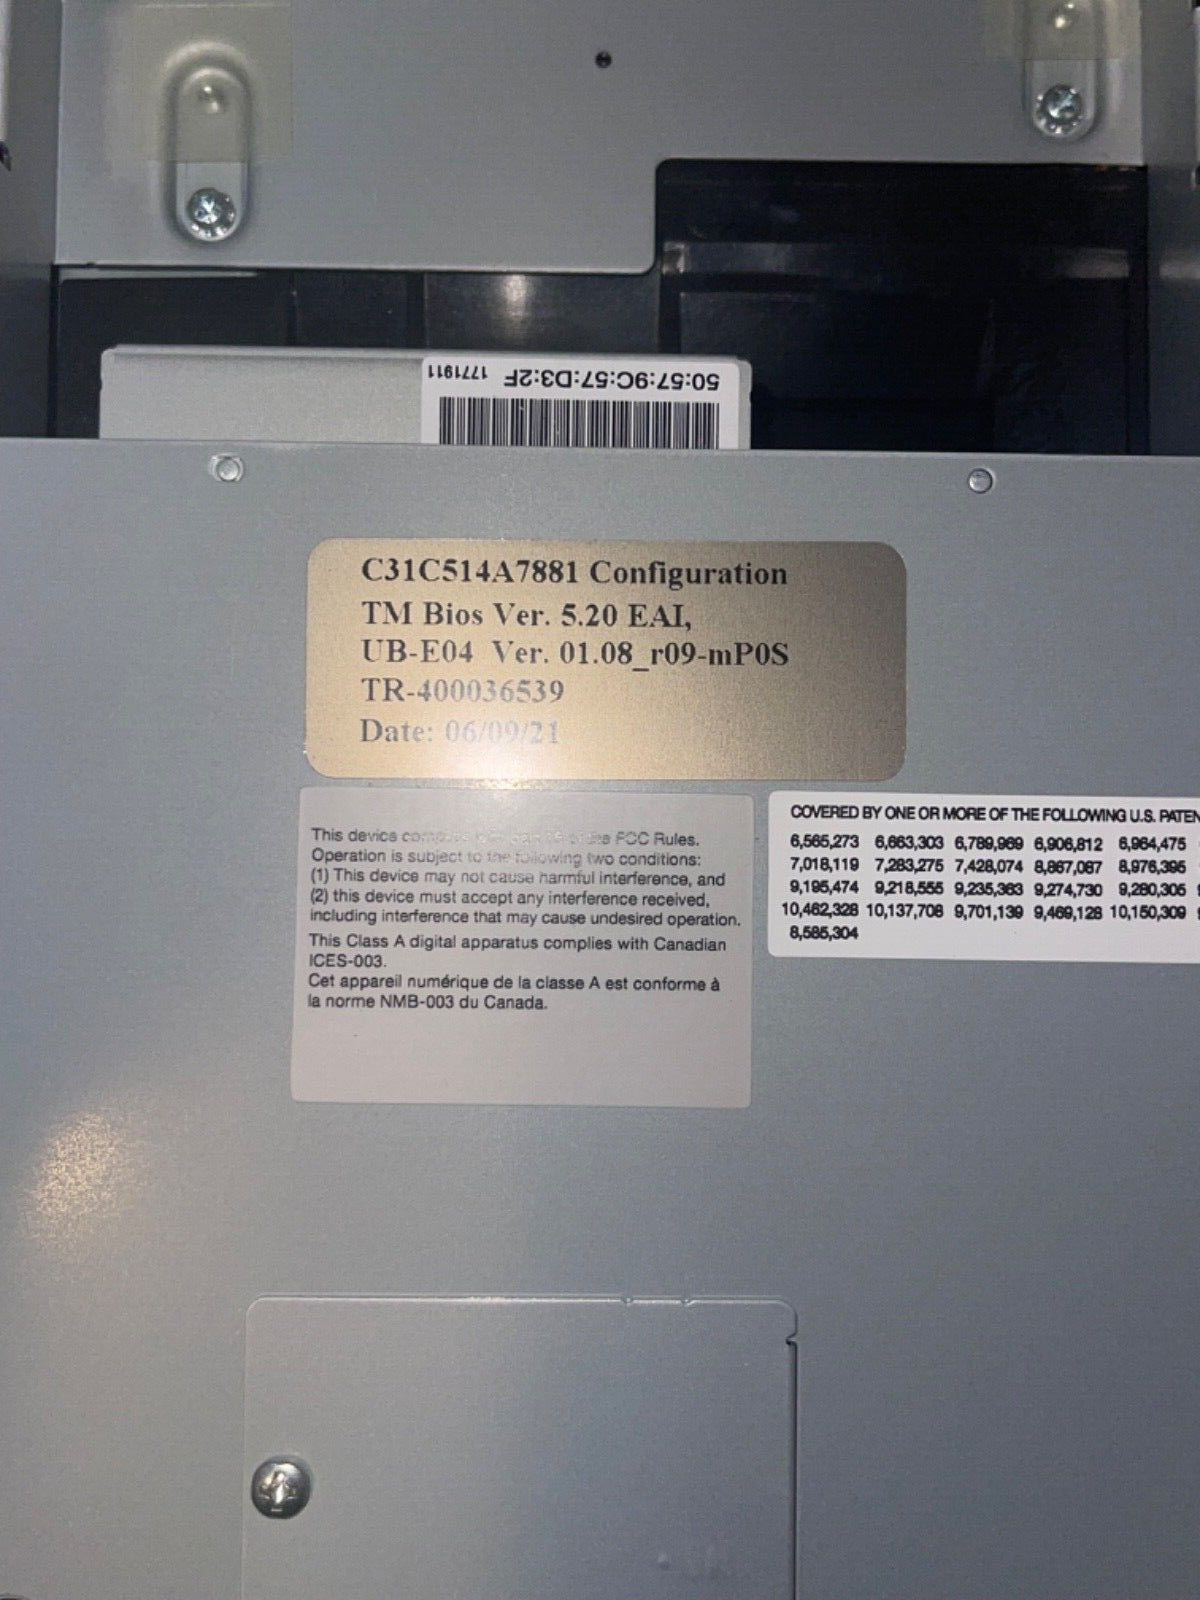 50:57:9C:57:D3:2F 1771911
C31C514A7881 Configuration
TM Bios Ver. 5.20 EAI,
UB-E04 Ver. 01.08_r09-mP0S
TR-400036539
Date: 06/09/21
This device of the FCC Rules.
Operation is subject to the following two conditions:
(1) This device may not cause harmful interference, and
(2) this device must accept any interference received,
including interference that may cause undesired operation.
This Class A digital apparatus complies with Canadian
ICES-003.
Cet appareil numérique de la classe A est conforme à
la norme NMB-003 du Canada.
COVERED BY ONE OR MORE OF THE FOLLOWING U.S. PATEN
6,565,273 6,663,303 6,789,969 6,906,812 6,964,475
7,018,119 7,283,275 7,428,074 8,867,087 8,976,395
9,195,474 9,218,555 9,235,363 9,274,730 9,280,305
10,462,328 10,137,708 9,701,139 9,469,128 10,150,309
8,585,304